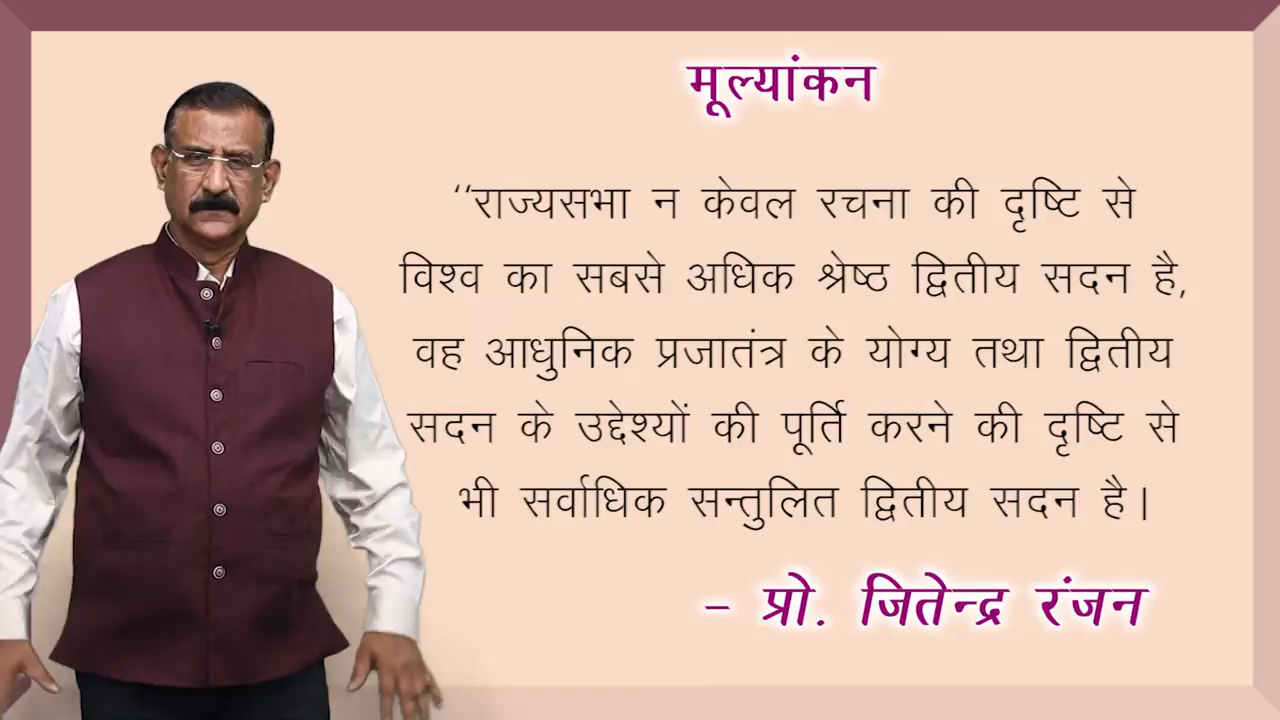 मूल्यांकन
‘‘राज्यसभा न केवल रचना की दृष्टि से
विश्व का सबसे अधिक श्रेष्ठ द्वितीय सदन है,
वह आधुनिक प्रजातंत्र के योग्य तथा द्वितीय
सदन के उद्देश्यों की पूर्ति करने की दृष्टि से
भी सर्वाधिक सन्तुलित द्वितीय सदन है।
– प्रो. जितेन्द्र रंजन